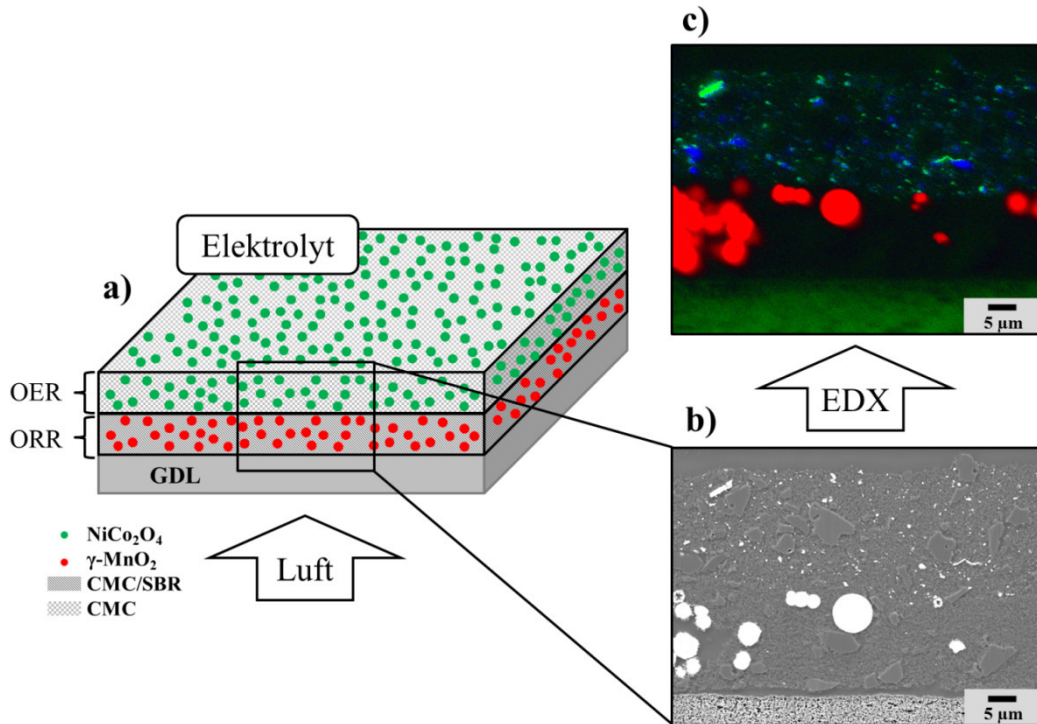 a)
Elektrolyt
OER
ORR
GDL
NiCo₂O₄
γ-MnO₂
CMC/SBR
CMC
Luft
c)
5 µm
EDX
b)
5 µm